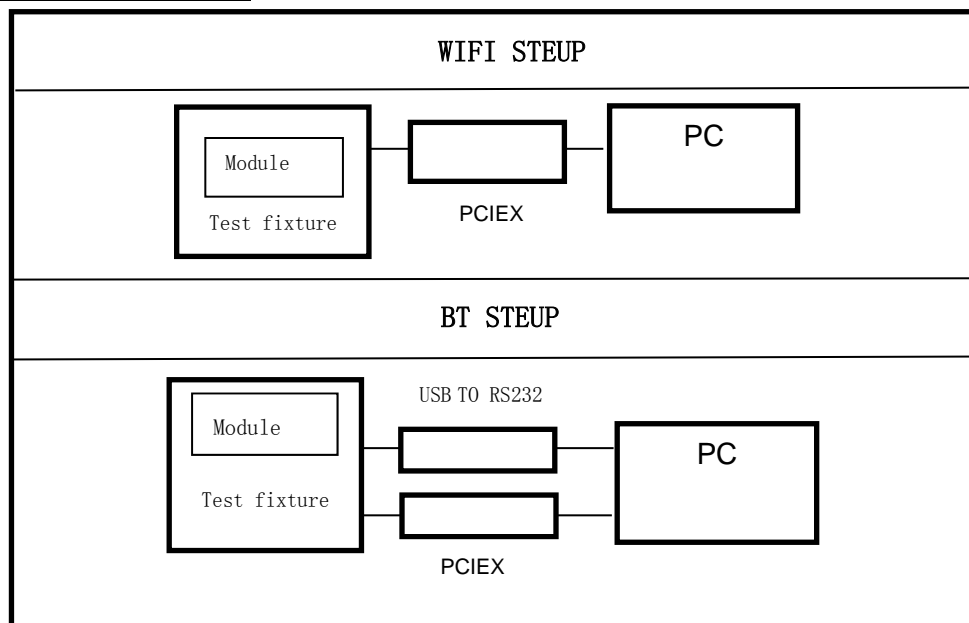 WIFI STEUP
Module
Test fixture
PCIEX
PC
BT STEUP
USB TO RS232
Module
Test fixture
PC
PCIEX